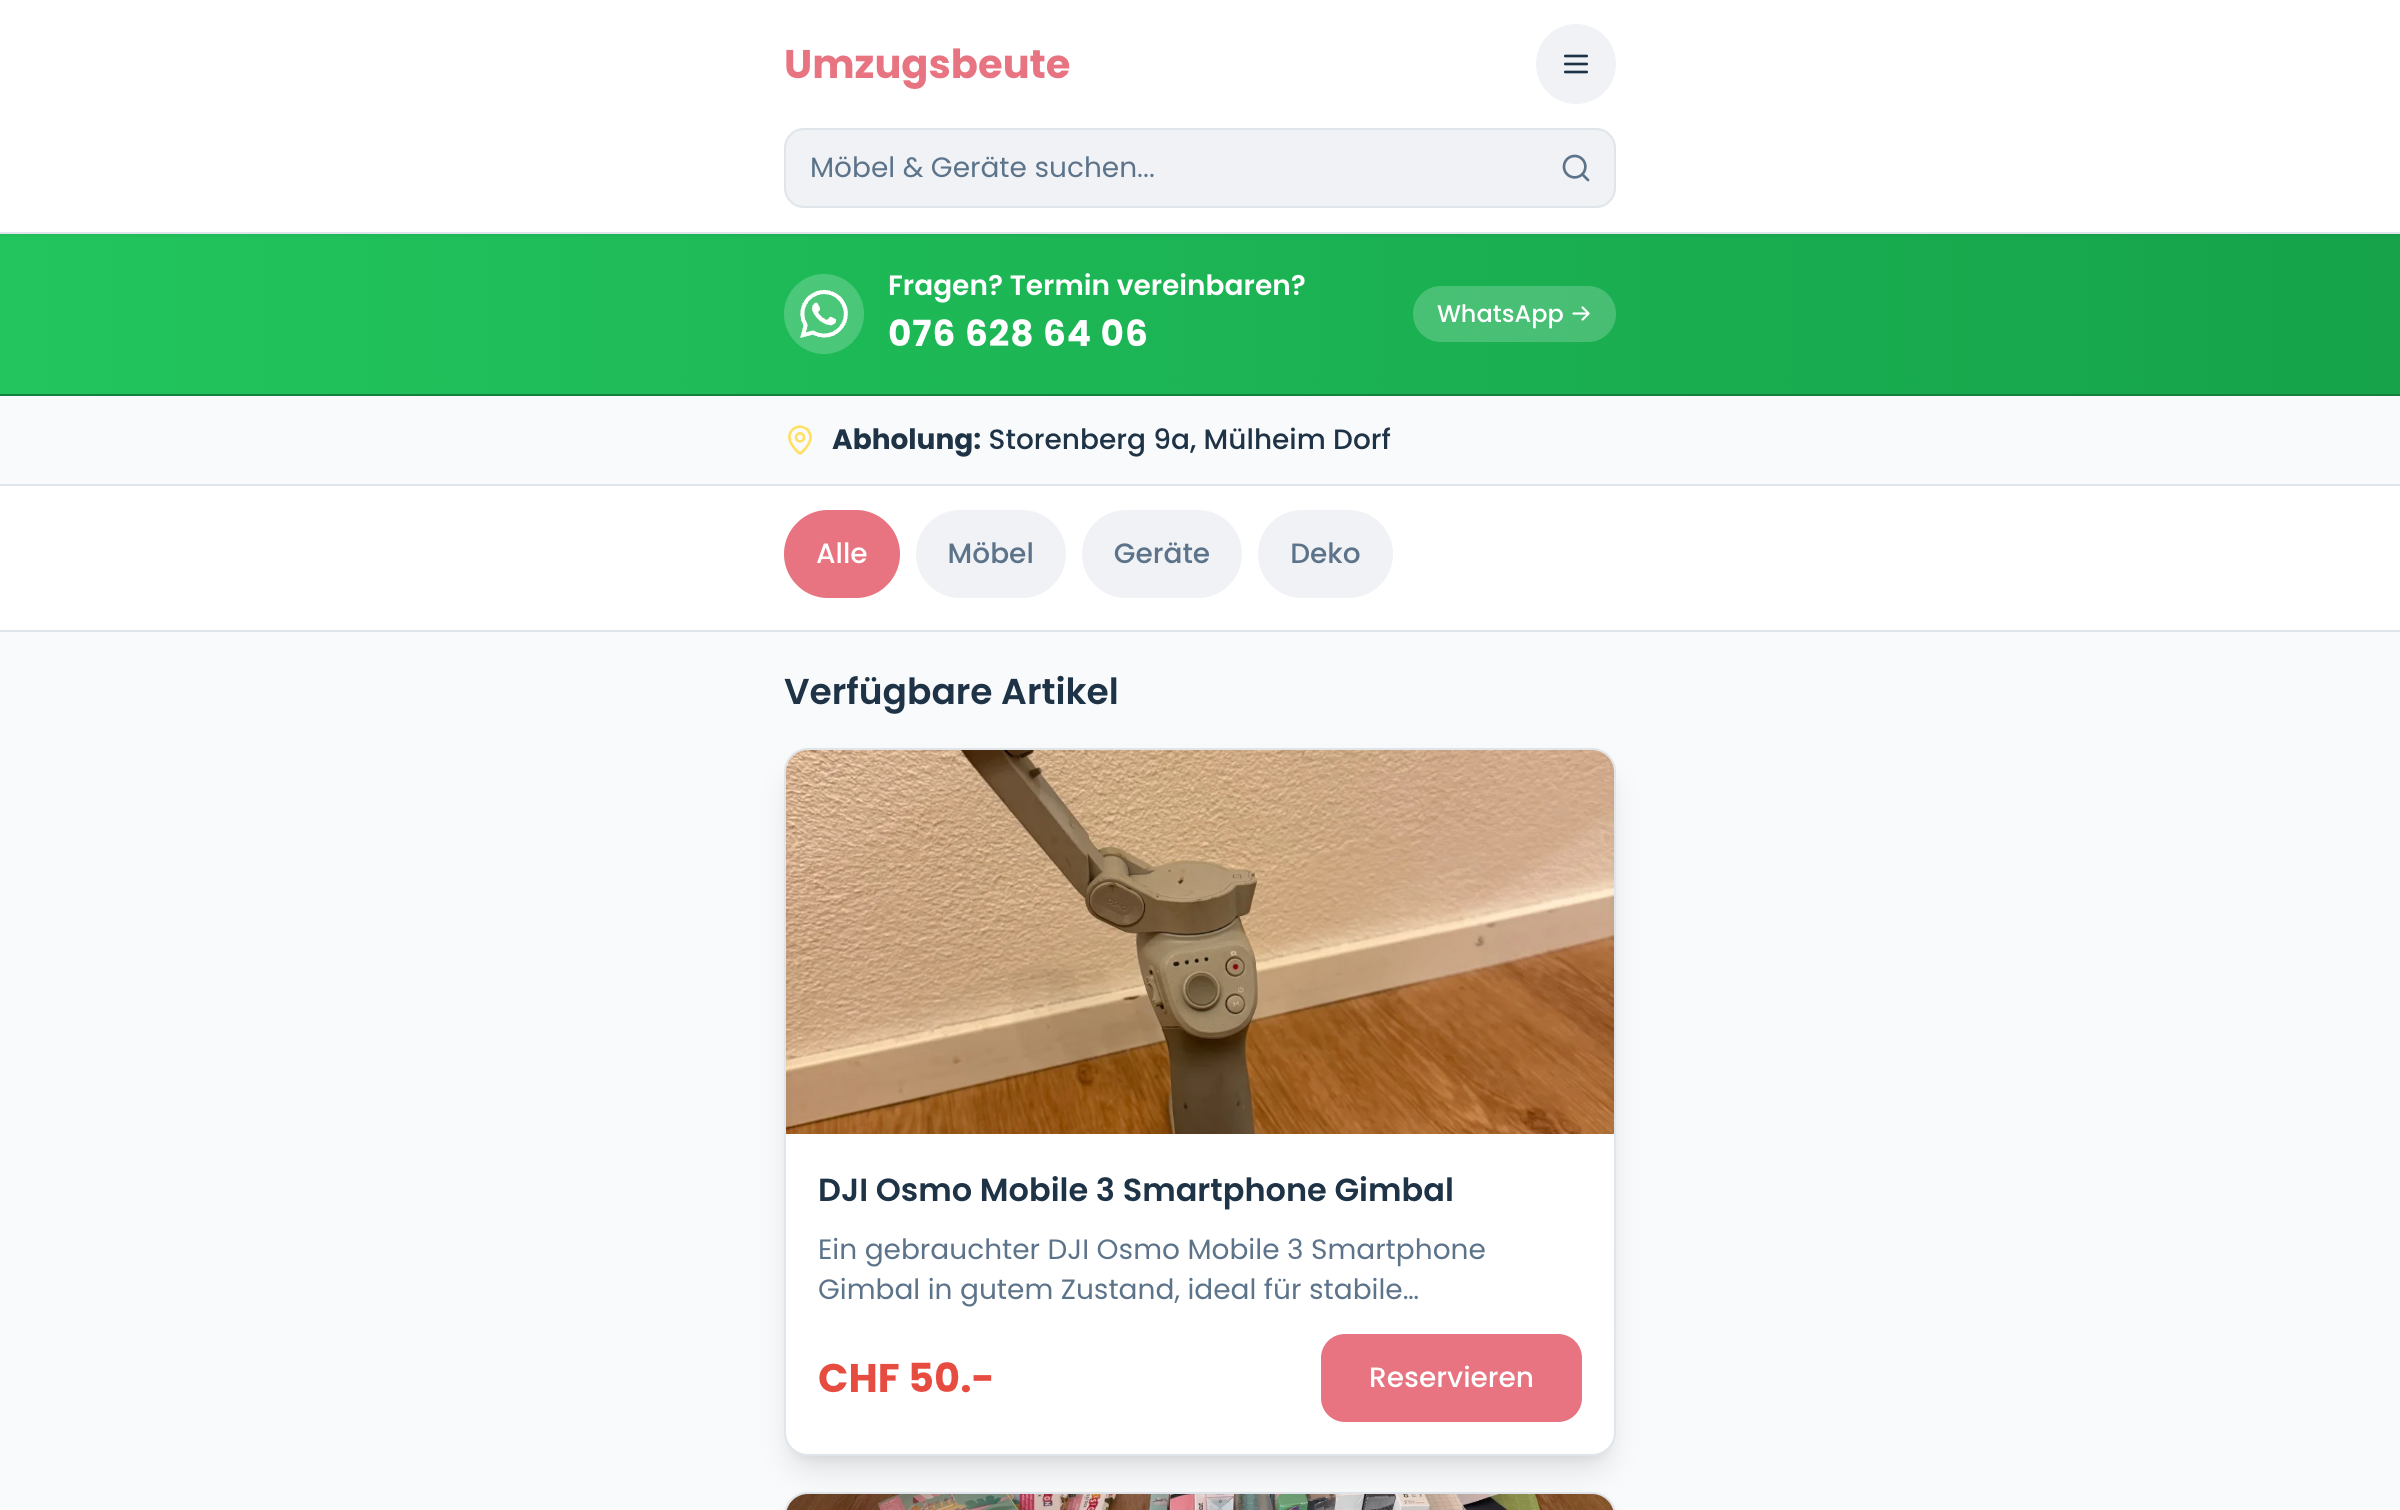 Umzugsbeute
Möbel & Geräte suchen...
Fragen? Termin vereinbaren?
076 628 64 06
WhatsApp →
Abholung: Storenberg 9a, Mülheim Dorf
Alle
Möbel
Geräte
Deko
Verfügbare Artikel
DJI Osmo Mobile 3 Smartphone Gimbal
Ein gebrauchter DJI Osmo Mobile 3 Smartphone
Gimbal in gutem Zustand, ideal für stabile...
CHF 50.-
Reservieren